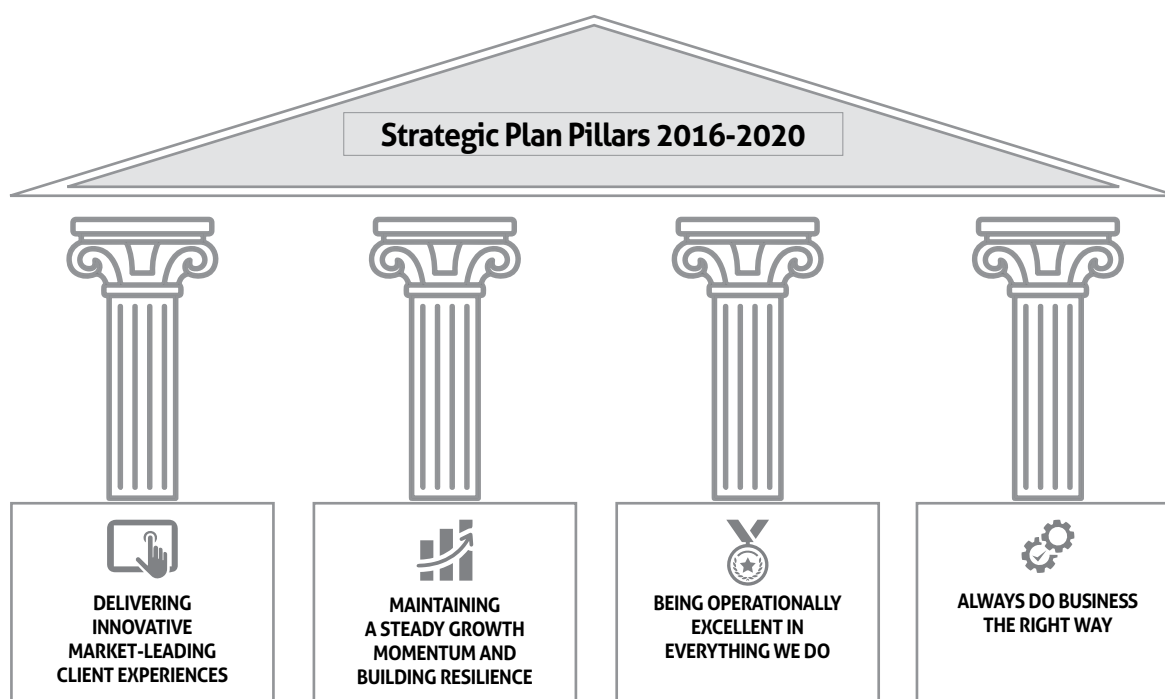 Strategic Plan Pillars 2016-2020
DELIVERING
INNOVATIVE
MARKET-LEADING
CLIENT EXPERIENCES
MAINTAINING
A STEADY GROWTH
MOMENTUM AND
BUILDING RESILIENCE
BEING OPERATIONALLY
EXCELLENT IN
EVERYTHING WE DO
ALWAYS DO BUSINESS
THE RIGHT WAY